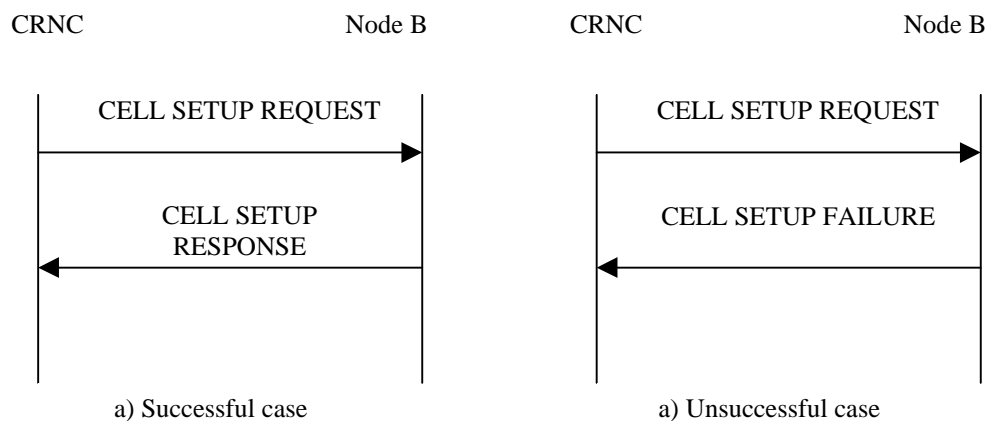 CRNC
Node B
CELL SETUP REQUEST
CELL SETUP
RESPONSE
a) Successful case
CRNC
Node B
CELL SETUP REQUEST
CELL SETUP FAILURE
a) Unsuccessful case